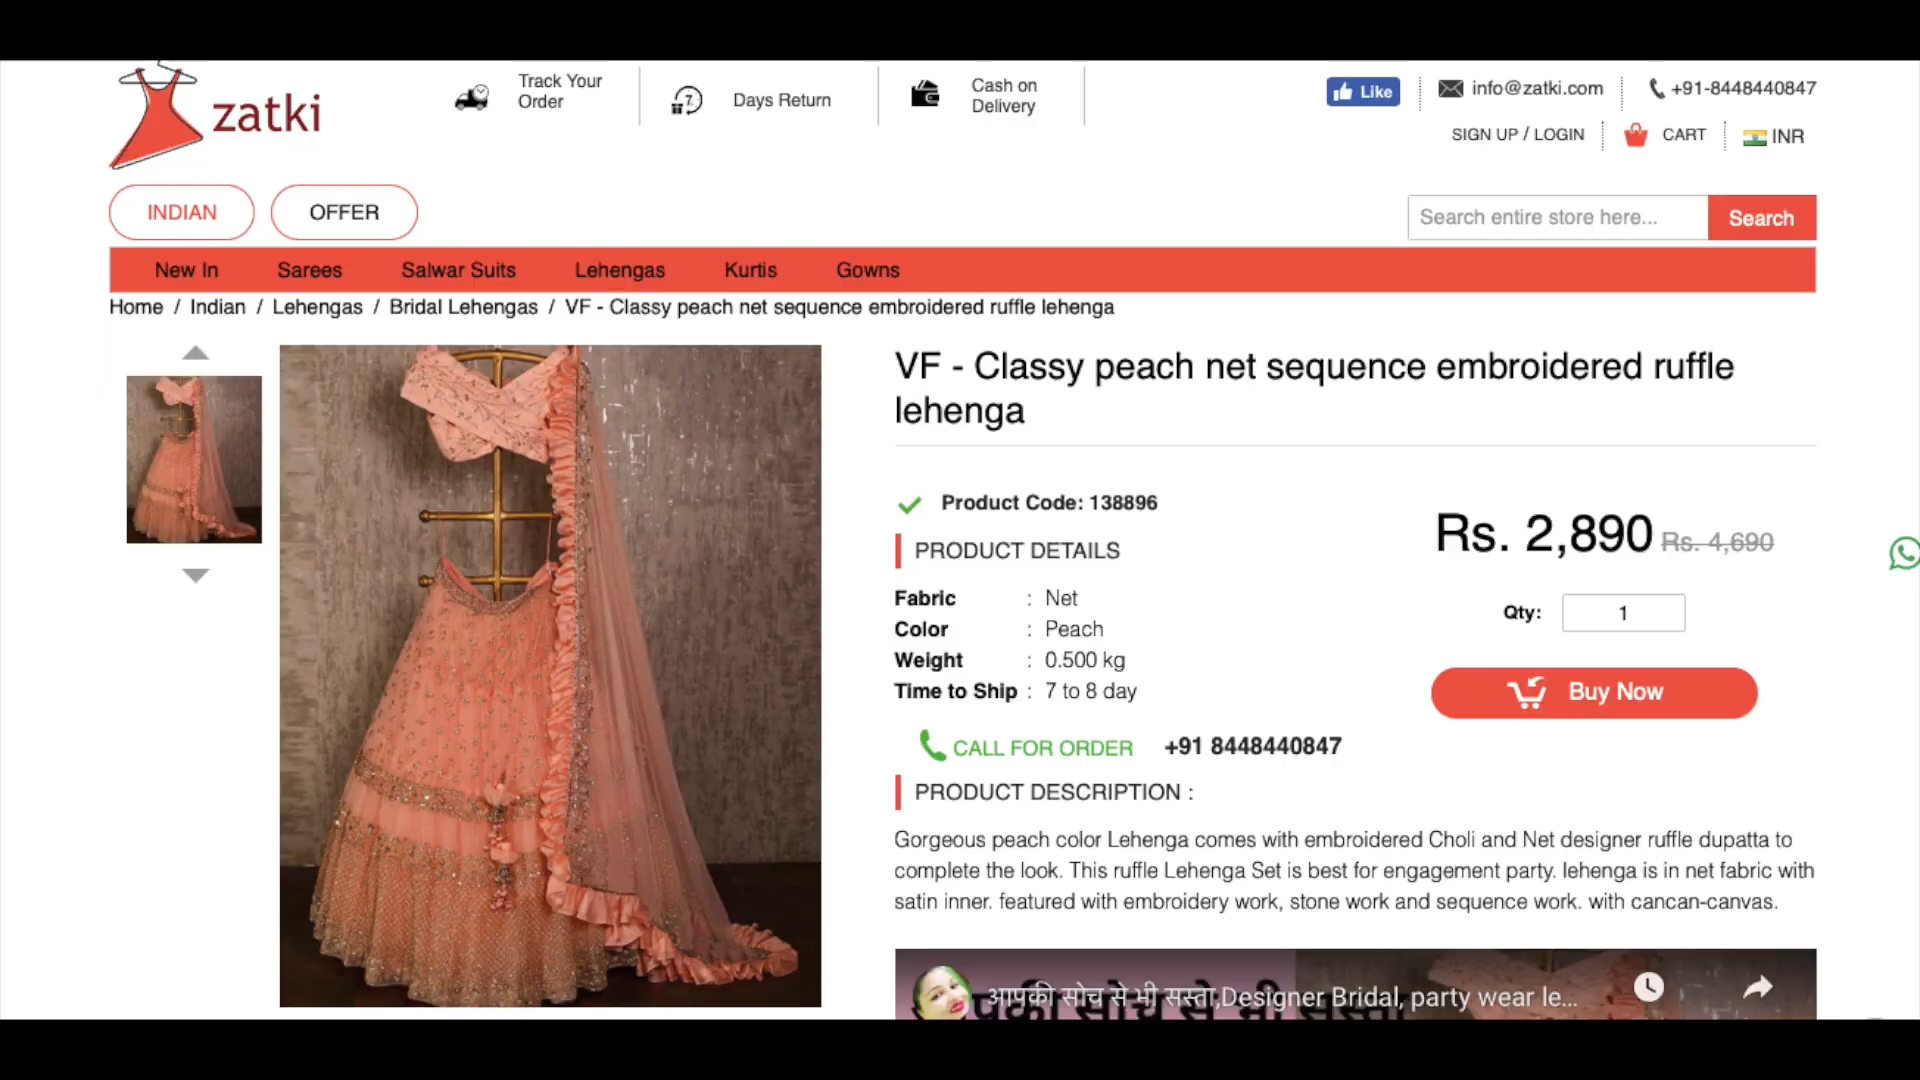 zatki
Track Your
Order
7
Days Return
Cash on
Delivery
Like
info@zatki.com
+91-8448440847
SIGN UP / LOGIN
CART
INR
INDIAN
OFFER
Search entire store here...
Search
New In
Sarees
Salwar Suits
Lehengas
Kurtis
Gowns
Home / Indian / Lehengas / Bridal Lehengas / VF - Classy peach net sequence embroidered ruffle lehenga
VF - Classy peach net sequence embroidered ruffle
lehenga
Product Code: 138896
PRODUCT DETAILS
Rs. 2,890 Rs. 4,690
Fabric : Net
Color : Peach
Weight : 0.500 kg
Time to Ship : 7 to 8 day
Qty: 1
Buy Now
CALL FOR ORDER +91 8448440847
PRODUCT DESCRIPTION :
Gorgeous peach color Lehenga comes with embroidered Choli and Net designer ruffle dupatta to
complete the look. This ruffle Lehenga Set is best for engagement party. lehenga is in net fabric with
satin inner. featured with embroidery work, stone work and sequence work. with cancan-canvas.
आपकी सोच से भी सस्ता,Designer Bridal, party wear le...